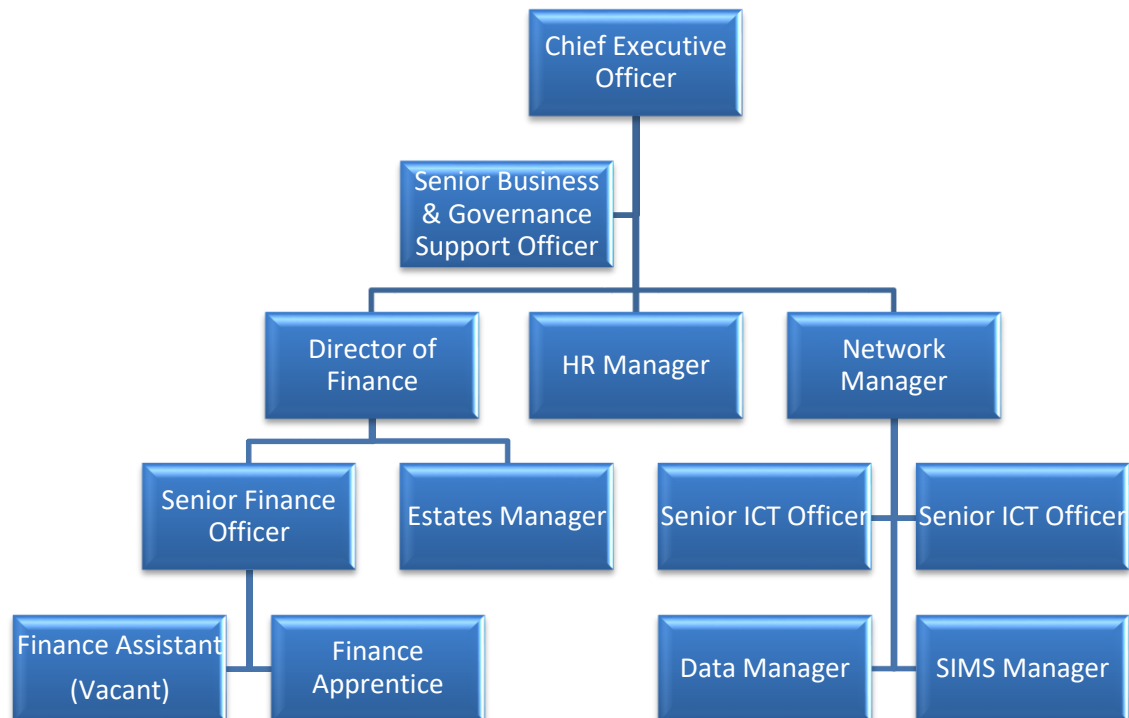 Chief Executive
Officer
Senior Business
& Governance
Support Officer
Director of
Finance
HR Manager
Network
Manager
Senior Finance
Officer
Estates Manager
Senior ICT Officer
Senior ICT Officer
Finance Assistant
(Vacant)
Finance
Apprentice
Data Manager
SIMS Manager